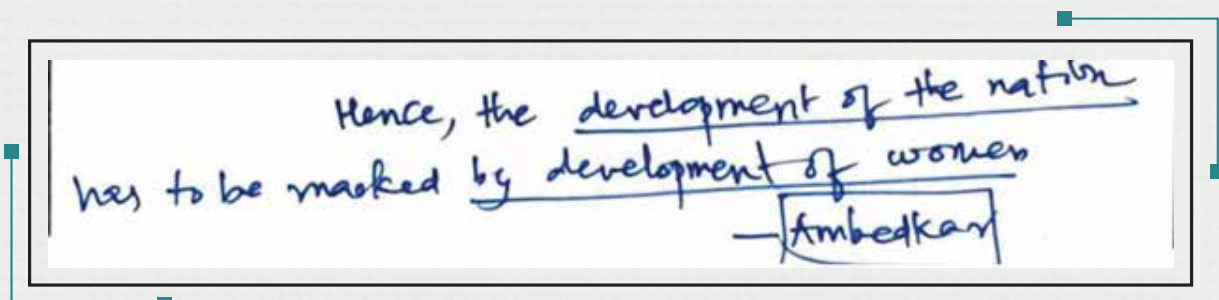 Hence, the development of the nation
has to be marked by development of women
— Ambedkar